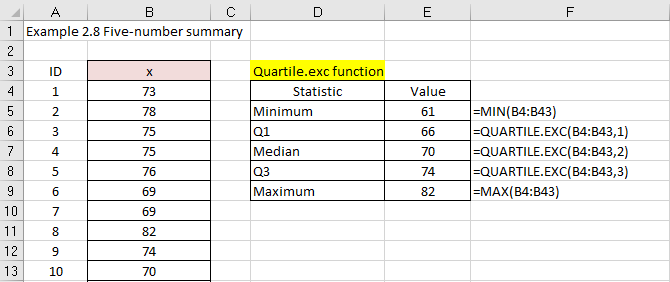 A B C D E F
1 Example 2.8 Five-number summary
2
3 ID x Quartile.exc function
4 1 73 Statistic Value
5 2 78 Minimum 61 =MIN(B4:B43)
6 3 75 Q1 66 =QUARTILE.EXC(B4:B43,1)
7 4 75 Median 70 =QUARTILE.EXC(B4:B43,2)
8 5 76 Q3 74 =QUARTILE.EXC(B4:B43,3)
9 6 69 Maximum 82 =MAX(B4:B43)
10 7 69
11 8 82
12 9 74
13 10 70